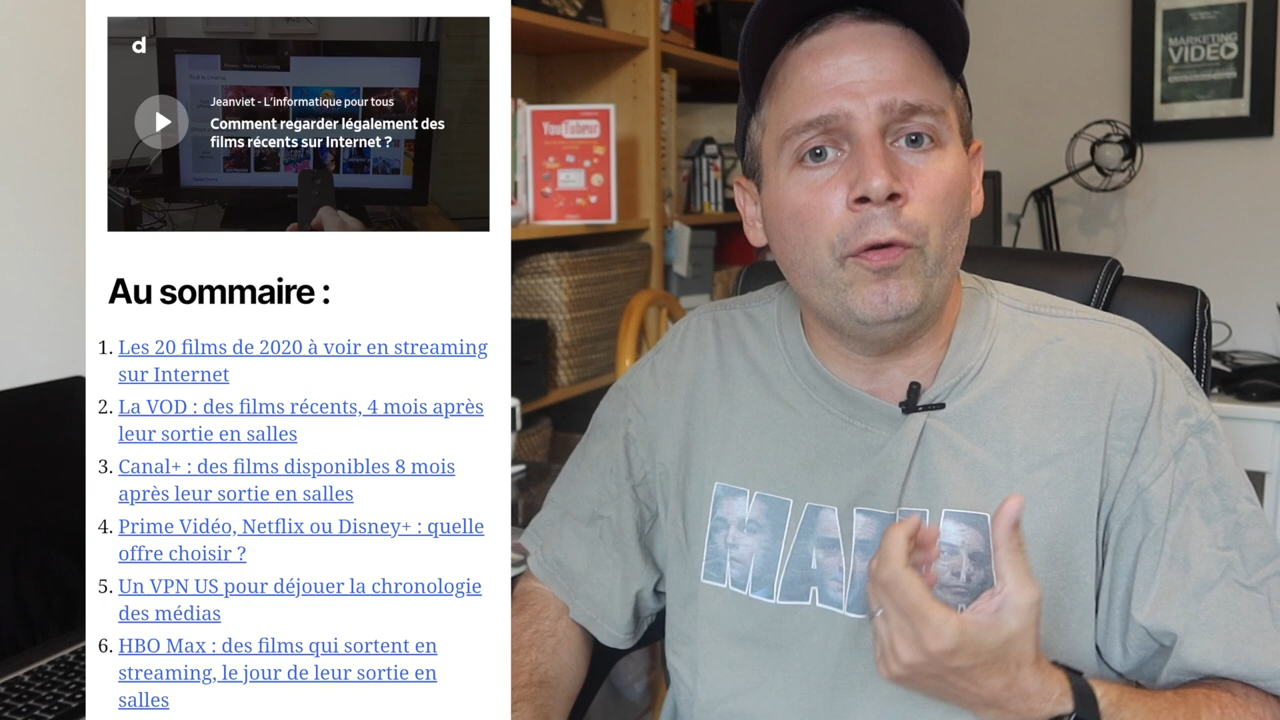 d
Jeanviet - L'informatique pour tous
Comment regarder légalement des
films récents sur Internet ?
Au sommaire :
1. Les 20 films de 2020 à voir en streaming
sur Internet
2. La VOD : des films récents, 4 mois après
leur sortie en salles
3. Canal+ : des films disponibles 8 mois
après leur sortie en salles
4. Prime Vidéo, Netflix ou Disney+ : quelle
offre choisir ?
5. Un VPN US pour déjouer la chronologie
des médias
6. HBO Max : des films qui sortent en
streaming, le jour de leur sortie en
salles
YouTubeur
MARKETING
VIDEO